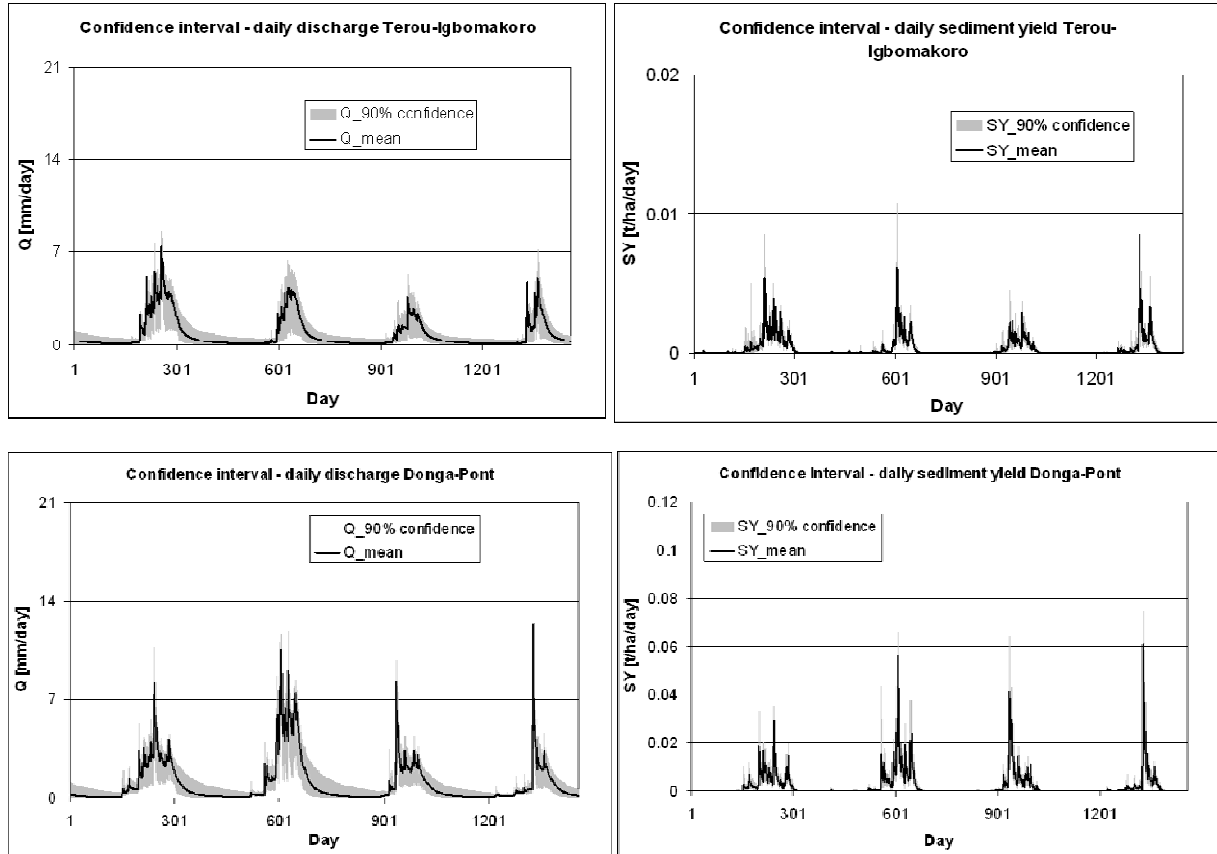 Confidence interval - daily discharge Terou-Igbomakoro
21
14
7
0
Q [mm/day]
Q_90% confidence
Q_mean
1
301
601
901
1201
Day
Confidence interval - daily sediment yield Terou-
Igbomakoro
0.02
0.01
0
SY [t/ha/day]
SY_90% confidence
SY_mean
1
301
601
901
1201
Day
Confidence interval - daily discharge Donga-Pont
21
14
7
0
Q [mm/day]
Q_90% confidence
Q_mean
1
301
601
901
1201
Day
Confidence interval - daily sediment yield Donga-Pont
0.12
0.1
0.08
0.06
0.04
0.02
0
SY [t/ha/day]
SY_90% confidence
SY_mean
1
301
601
901
1201
Day